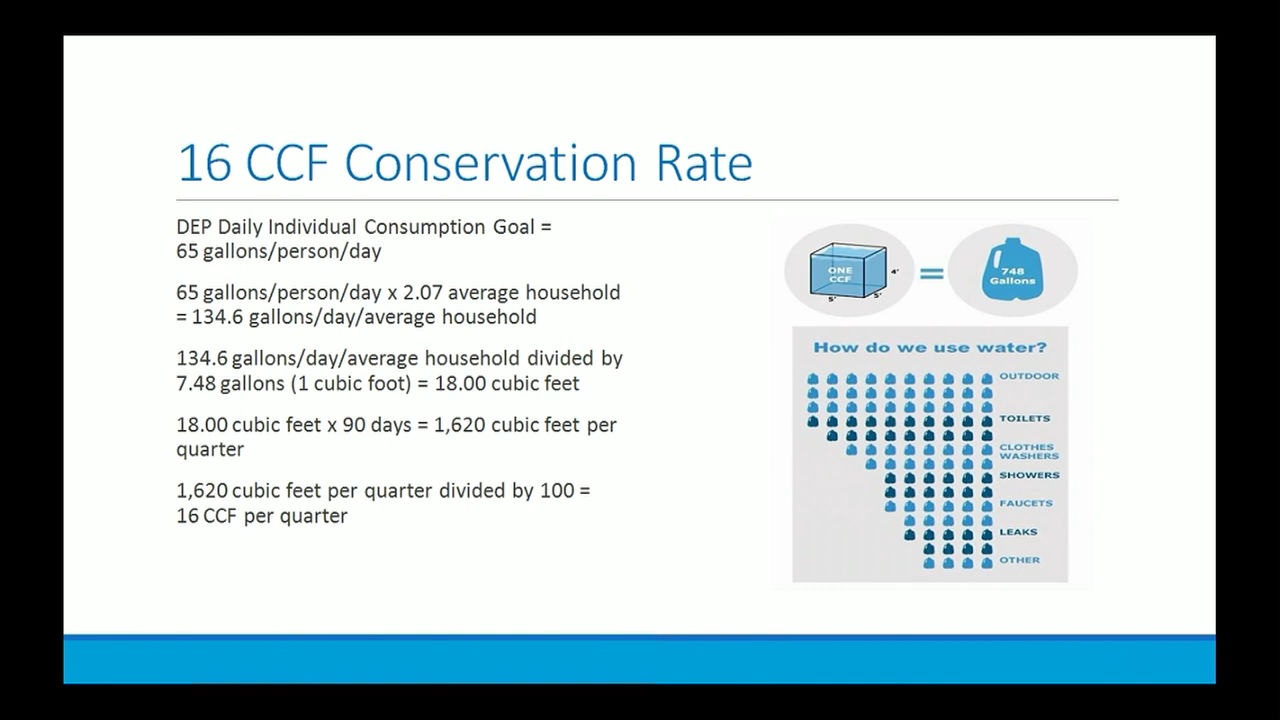 16 CCF Conservation Rate
DEP Daily Individual Consumption Goal =
65 gallons/person/day
65 gallons/person/day x 2.07 average household
= 134.6 gallons/day/average household
134.6 gallons/day/average household divided by
7.48 gallons (1 cubic foot) = 18.00 cubic feet
18.00 cubic feet x 90 days = 1,620 cubic feet per
quarter
1,620 cubic feet per quarter divided by 100 =
16 CCF per quarter
ONE
CCF
4'
5'
5'
=
748
Gallons
How do we use water?
OUTDOOR
TOILETS
CLOTHES
WASHERS
SHOWERS
FAUCETS
LEAKS
OTHER